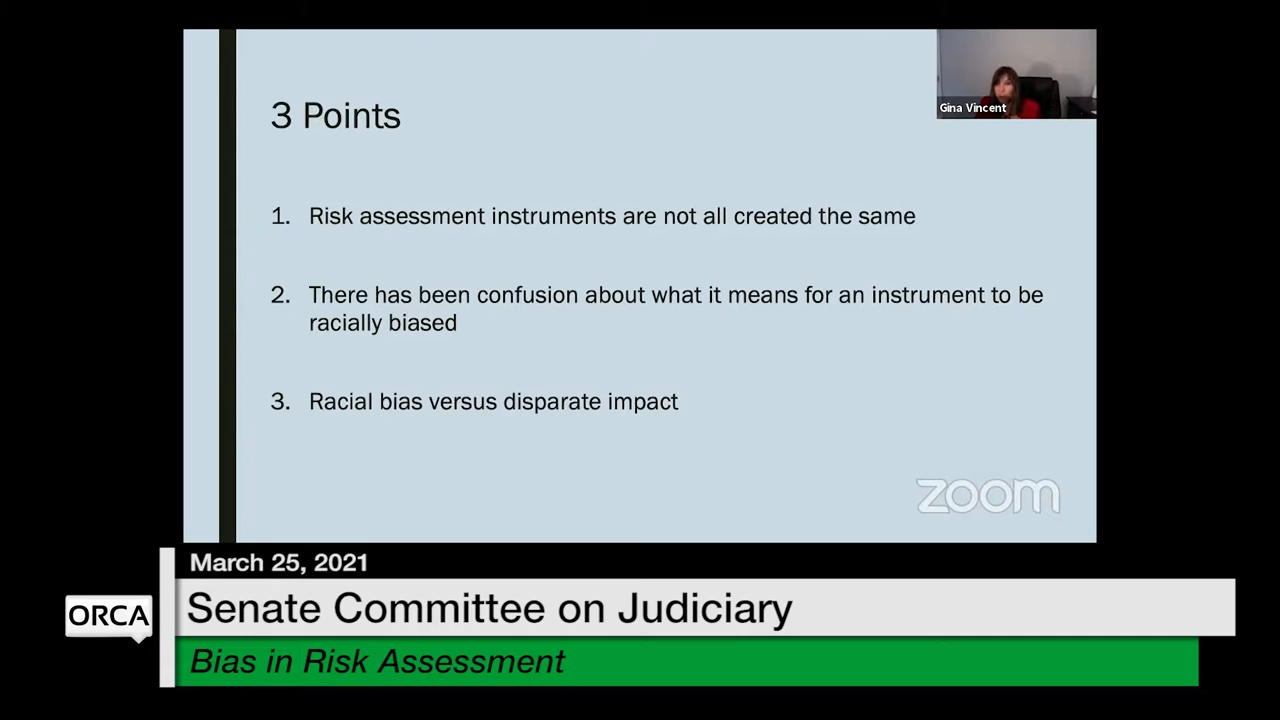 3 Points
Gina Vincent
1. Risk assessment instruments are not all created the same
2. There has been confusion about what it means for an instrument to be
racially biased
3. Racial bias versus disparate impact
zoom
March 25, 2021
ORCA
Senate Committee on Judiciary
Bias in Risk Assessment